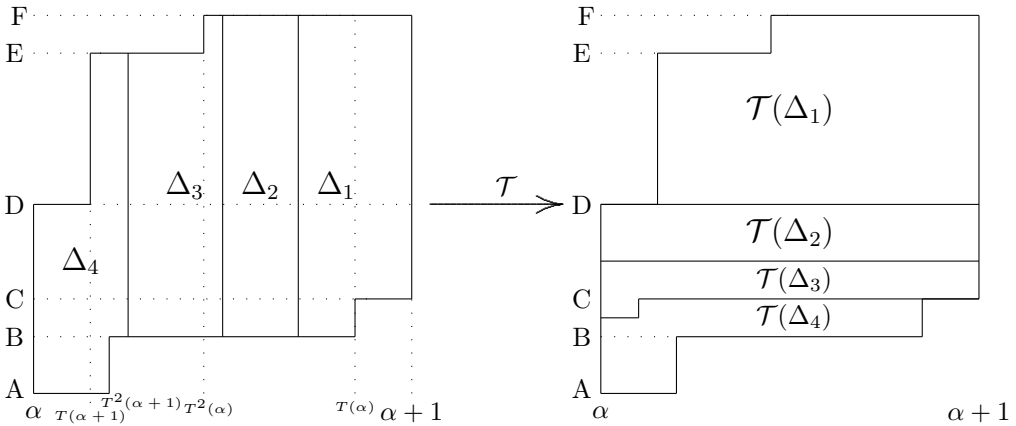 F F
E E
𝒯(Δ₁)
Δ₃ Δ₂ Δ₁ 𝒯
D D
𝒯(Δ₂)
Δ₄
𝒯(Δ₃)
C C
𝒯(Δ₄)
B B
A A
α T(α + 1) T²(α + 1) T²(α) T(α) α + 1 α α + 1